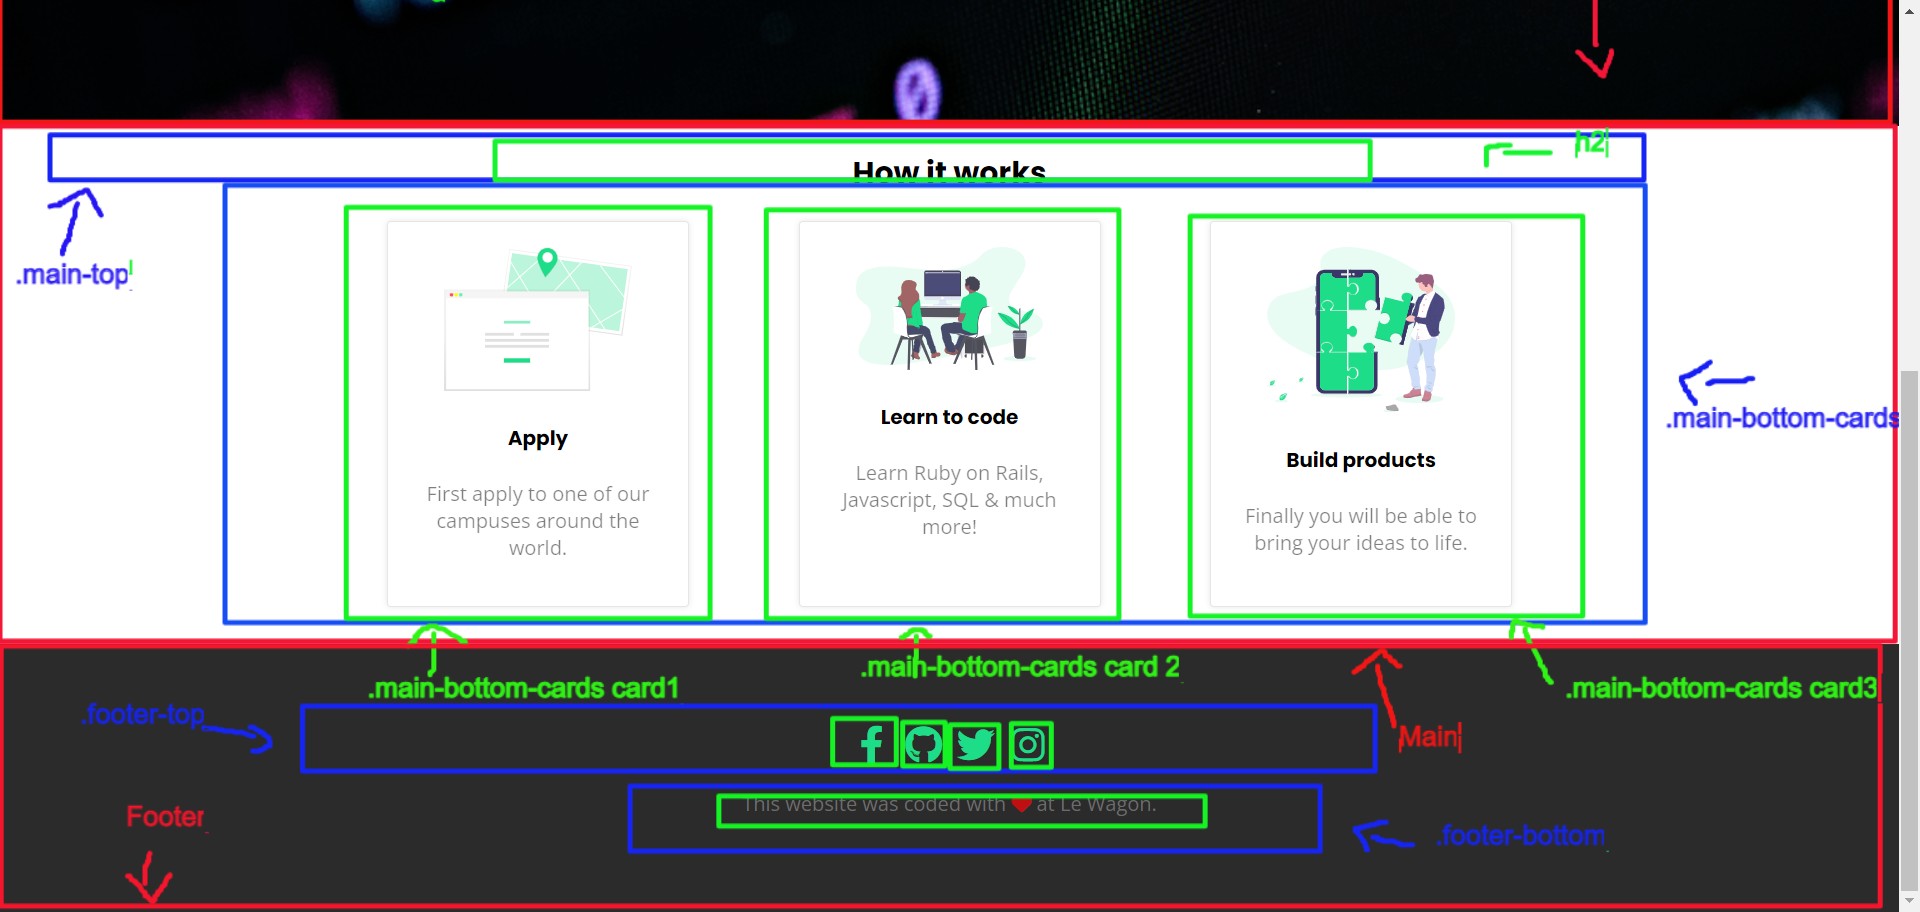 h2
How it works
.main-top
.main-bottom-cards
Apply
First apply to one of our
campuses around the
world.
Learn to code
Learn Ruby on Rails,
Javascript, SQL & much
more!
Build products
Finally you will be able to
bring your ideas to life.
.main-bottom-cards card1
.main-bottom-cards card 2
.main-bottom-cards card3
.footer-top
Main
This website was coded with ❤ at Le Wagon.
Footer
.footer-bottom